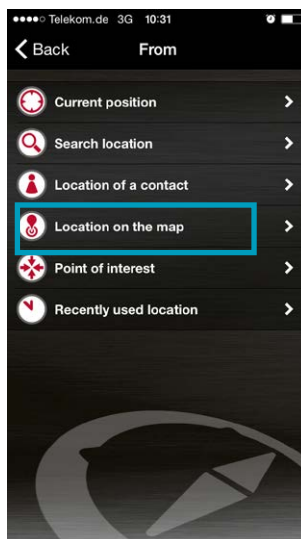 Telekom.de 3G 10:31
Back From
Current position
Search location
Location of a contact
Location on the map
Point of interest
Recently used location